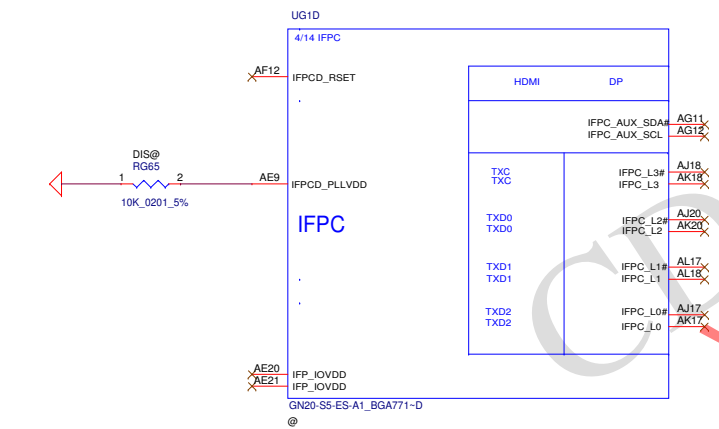 UG1D
4/14 IFPC
AF12
IFPCD_RSET
HDMI
DP
IFPC_AUX_SDA#
AG11
IFPC_AUX_SCL
AG12
DIS@
RG65
1
2
10K_0201_5%
AE9
IFPCD_PLLVDD
IFPC
TXC
TXC
IFPC_L3#
AJ18
IFPC_L3
AK18
TXD0
TXD0
IFPC_L2#
AJ20
IFPC_L2
AK20
TXD1
TXD1
IFPC_L1#
AL17
IFPC_L1
AL18
TXD2
TXD2
IFPC_L0#
AJ17
IFPC_L0
AK17
AE20
IFP_IOVDD
AE21
IFP_IOVDD
GN20-S5-ES-A1_BGA771~D
@